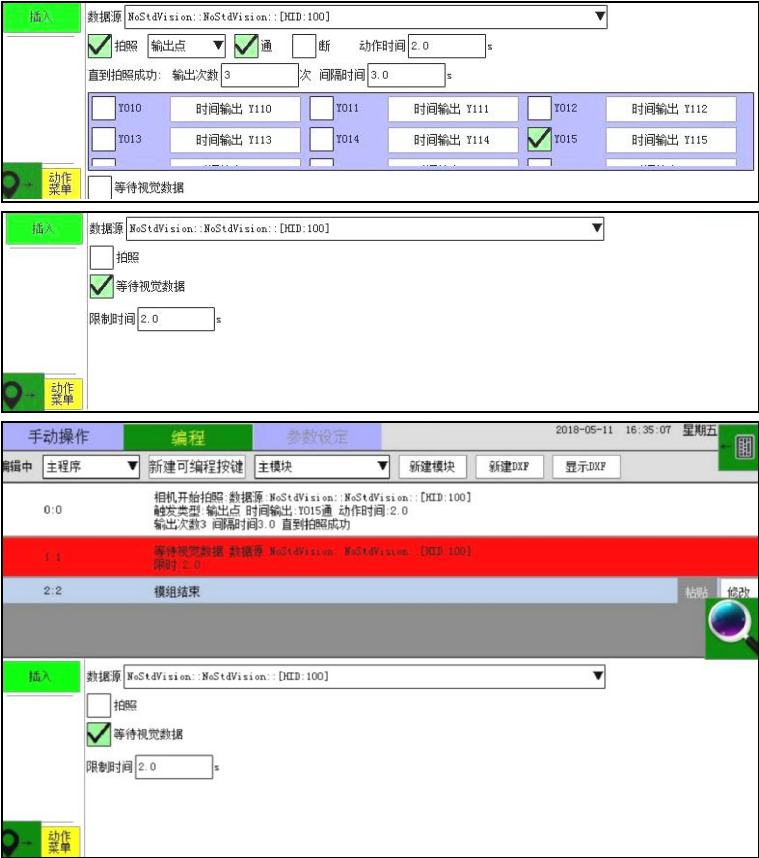 插入 数据源 NoStdVision::NoStdVision::[HID:100]
拍照 输出点 通 断 动作时间 2.0 s
直到拍照成功: 输出次数 3 次 间隔时间 3.0 s
Y010 时间输出 Y110 Y011 时间输出 Y111 Y012 时间输出 Y112
Y013 时间输出 Y113 Y014 时间输出 Y114 Y015 时间输出 Y115
动作
菜单
等待视觉数据
插入 数据源 NoStdVision::NoStdVision::[HID:100]
拍照
等待视觉数据
限制时间 2.0 s
动作
菜单
手动操作 编程 参数设定 2018-05-11 16:35:07 星期五
编辑中 主程序 新建可编程按键 主模块 新建模块 新建DXF 显示DXF
0:0 相机开始拍照:数据源:NoStdVision::NoStdVision::[HID:100]
触发类型:输出点 时间输出:Y015通 动作时间:2.0
输出次数3 间隔时间3.0 直到拍照成功
1:1 等待视觉数据 数据源 NoStdVision::NoStdVision::[HID:100]
限时:2.0
2:2 模组结束 粘贴 修改
插入 数据源 NoStdVision::NoStdVision::[HID:100]
拍照
等待视觉数据
限制时间 2.0 s
动作
菜单